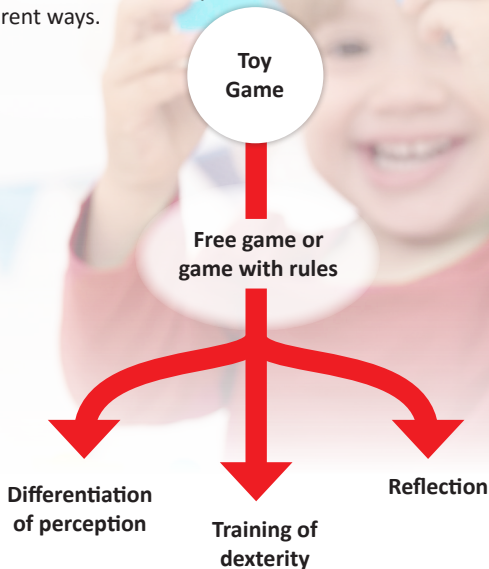 rent ways.
Toy
Game
Free game or
game with rules
Differentiation
of perception
Training of
dexterity
Reflection